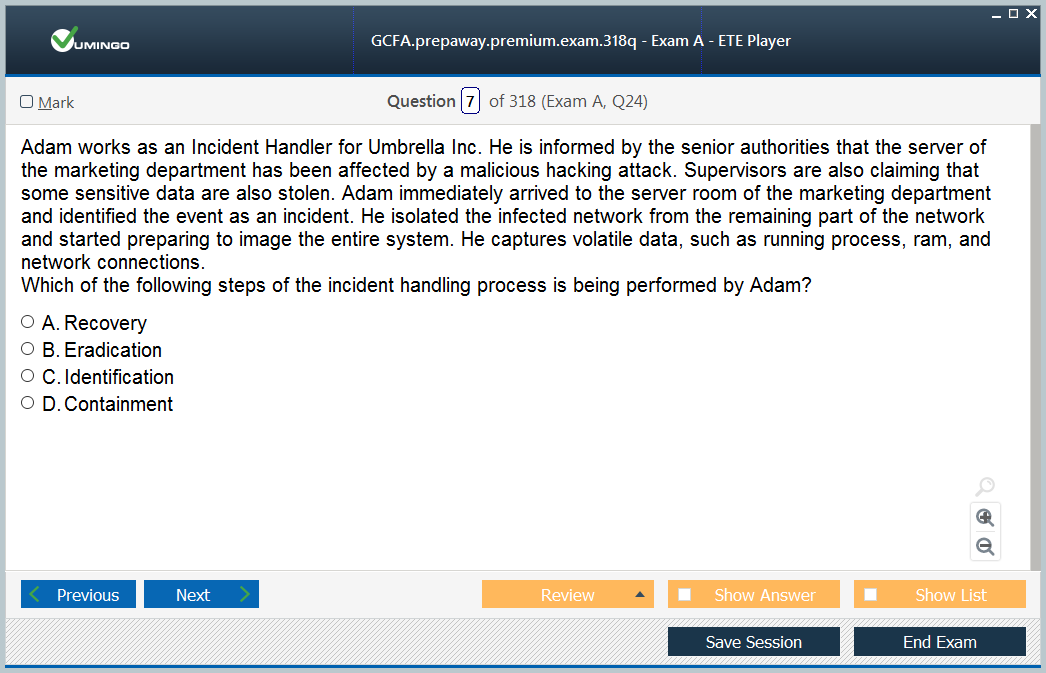 VUMINGO
GCFA.prepaway.premium.exam.318q - Exam A - ETE Player
Mark
Question 7 of 318 (Exam A, Q24)
Adam works as an Incident Handler for Umbrella Inc. He is informed by the senior authorities that the server of
the marketing department has been affected by a malicious hacking attack. Supervisors are also claiming that
some sensitive data are also stolen. Adam immediately arrived to the server room of the marketing department
and identified the event as an incident. He isolated the infected network from the remaining part of the network
and started preparing to image the entire system. He captures volatile data, such as running process, ram, and
network connections.
Which of the following steps of the incident handling process is being performed by Adam?
A. Recovery
B. Eradication
C. Identification
D. Containment
Previous Next Review Show Answer Show List
Save Session End Exam